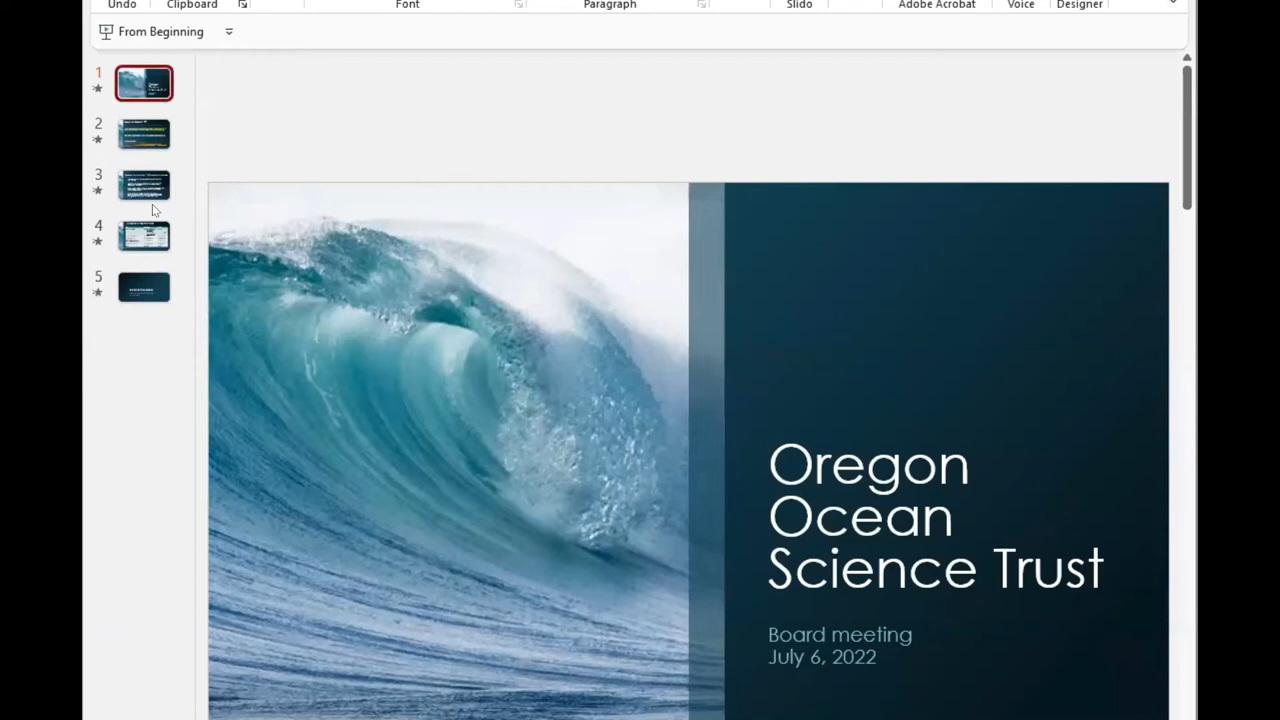 Undo Clipboard Font Paragraph Slido Adobe Acrobat Voice Designer
From Beginning
1
2
3
4
5
Oregon
Ocean
Science Trust
Board meeting
July 6, 2022